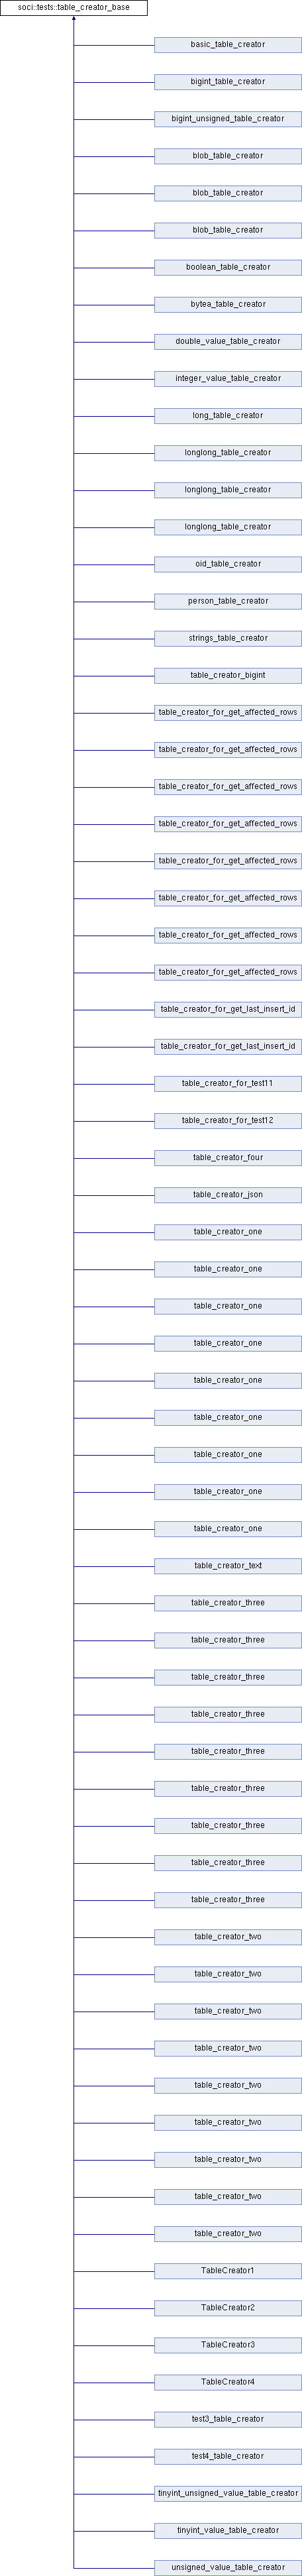 soci::tests::table_creator_base
basic_table_creator
bigint_table_creator
bigint_unsigned_table_creator
blob_table_creator
blob_table_creator
blob_table_creator
boolean_table_creator
bytea_table_creator
double_value_table_creator
integer_value_table_creator
long_table_creator
longlong_table_creator
longlong_table_creator
longlong_table_creator
oid_table_creator
person_table_creator
strings_table_creator
table_creator_bigint
table_creator_for_get_affected_rows
table_creator_for_get_affected_rows
table_creator_for_get_affected_rows
table_creator_for_get_affected_rows
table_creator_for_get_affected_rows
table_creator_for_get_affected_rows
table_creator_for_get_affected_rows
table_creator_for_get_affected_rows
table_creator_for_get_last_insert_id
table_creator_for_get_last_insert_id
table_creator_for_test11
table_creator_for_test12
table_creator_four
table_creator_json
table_creator_one
table_creator_one
table_creator_one
table_creator_one
table_creator_one
table_creator_one
table_creator_one
table_creator_one
table_creator_one
table_creator_text
table_creator_three
table_creator_three
table_creator_three
table_creator_three
table_creator_three
table_creator_three
table_creator_three
table_creator_three
table_creator_three
table_creator_two
table_creator_two
table_creator_two
table_creator_two
table_creator_two
table_creator_two
table_creator_two
table_creator_two
table_creator_two
TableCreator1
TableCreator2
TableCreator3
TableCreator4
test3_table_creator
test4_table_creator
tinyint_unsigned_value_table_creator
tinyint_value_table_creator
unsigned_value_table_creator